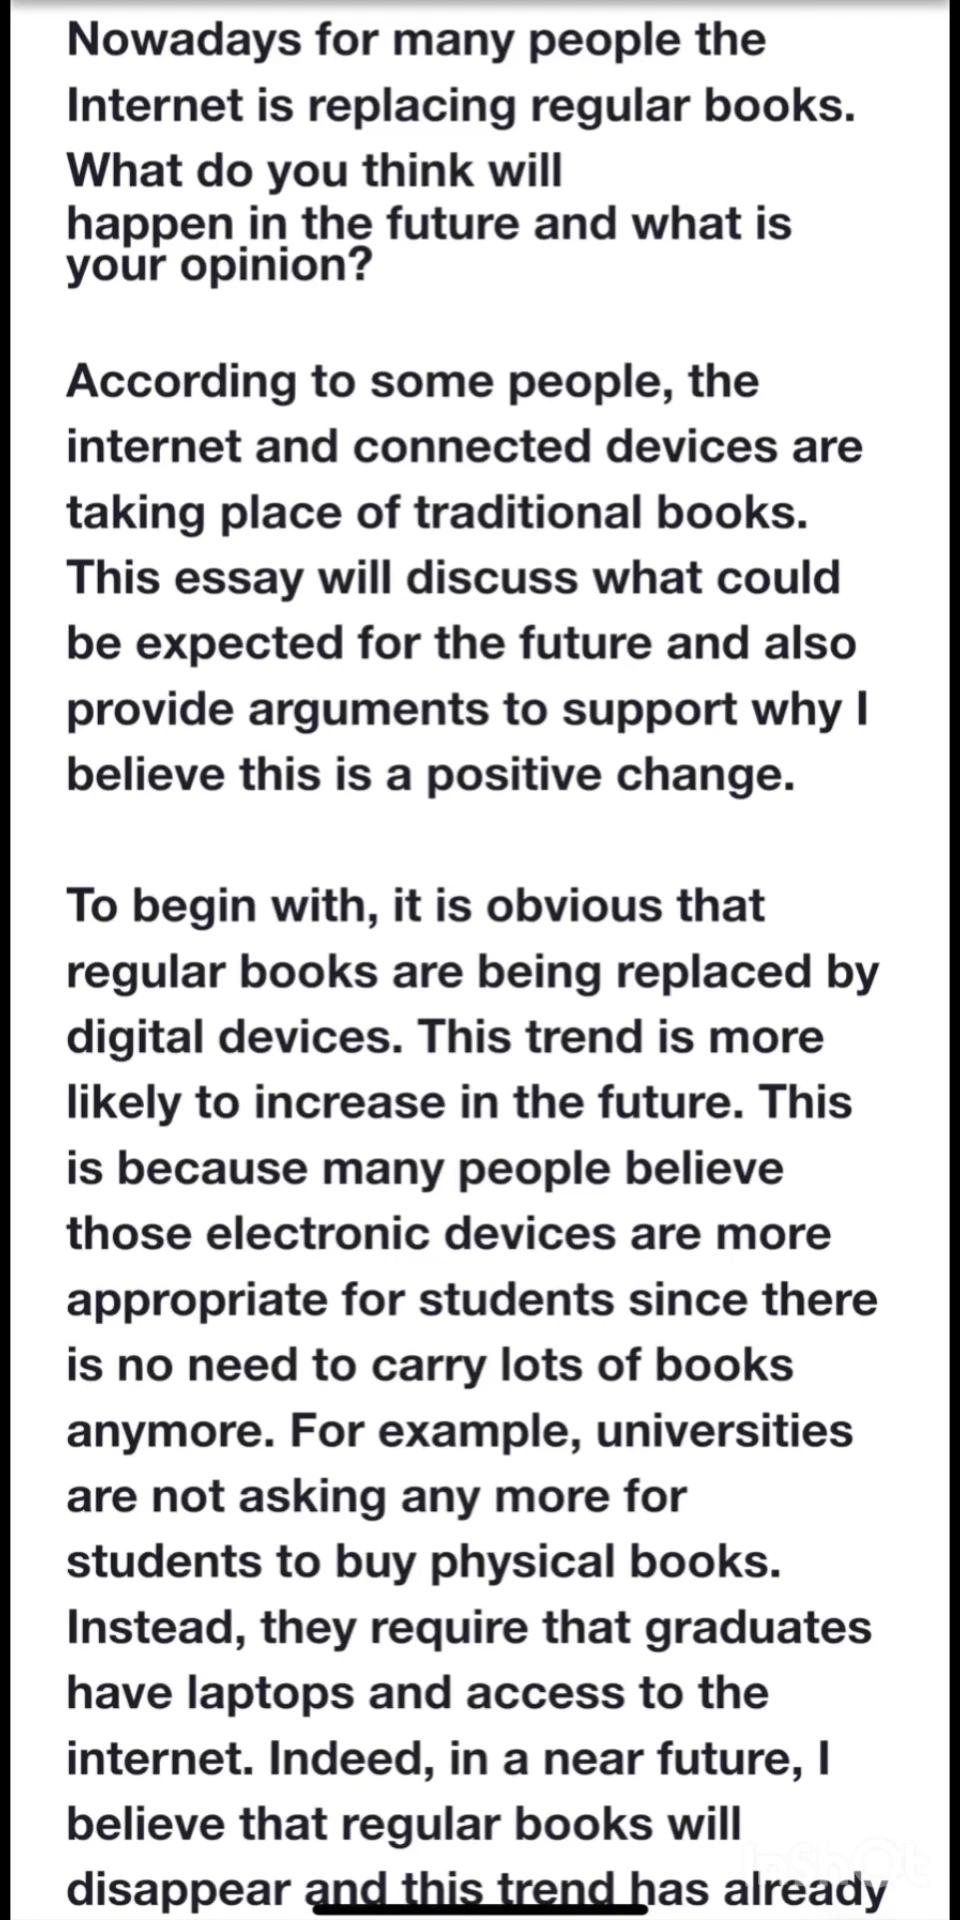 Nowadays for many people the
Internet is replacing regular books.
What do you think will
happen in the future and what is
your opinion?
According to some people, the
internet and connected devices are
taking place of traditional books.
This essay will discuss what could
be expected for the future and also
provide arguments to support why I
believe this is a positive change.
To begin with, it is obvious that
regular books are being replaced by
digital devices. This trend is more
likely to increase in the future. This
is because many people believe
those electronic devices are more
appropriate for students since there
is no need to carry lots of books
anymore. For example, universities
are not asking any more for
students to buy physical books.
Instead, they require that graduates
have laptops and access to the
internet. Indeed, in a near future, I
believe that regular books will
disappear and this trend has already
InShOt